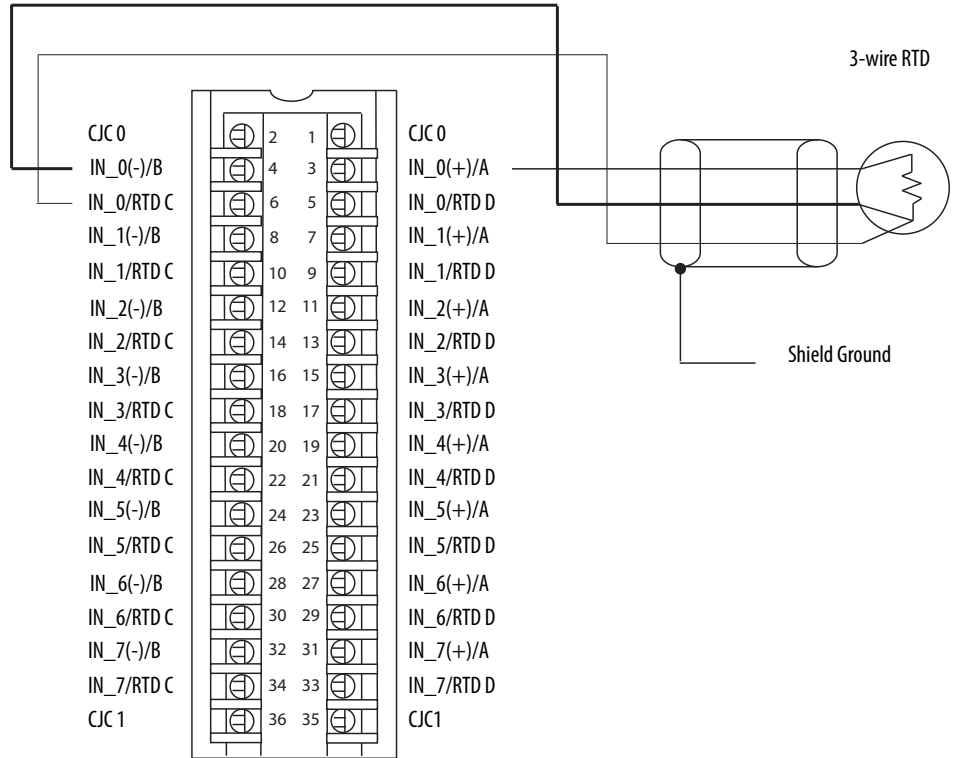 3-wire RTD
CJC 0 2 1 CJC 0
IN_0(-)/B 4 3 IN_0(+)/A
IN_0/RTD C 6 5 IN_0/RTD D
IN_1(-)/B 8 7 IN_1(+)/A
IN_1/RTD C 10 9 IN_1/RTD D
IN_2(-)/B 12 11 IN_2(+)/A
IN_2/RTD C 14 13 IN_2/RTD D
Shield Ground
IN_3(-)/B 16 15 IN_3(+)/A
IN_3/RTD C 18 17 IN_3/RTD D
IN_4(-)/B 20 19 IN_4(+)/A
IN_4/RTD C 22 21 IN_4/RTD D
IN_5(-)/B 24 23 IN_5(+)/A
IN_5/RTD C 26 25 IN_5/RTD D
IN_6(-)/B 28 27 IN_6(+)/A
IN_6/RTD C 30 29 IN_6/RTD D
IN_7(-)/B 32 31 IN_7(+)/A
IN_7/RTD C 34 33 IN_7/RTD D
CJC 1 36 35 CJC1